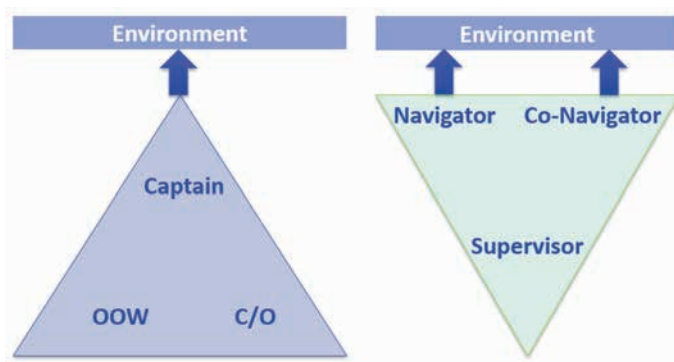 Environment
Captain
OOW C/O
Environment
Navigator Co-Navigator
Supervisor